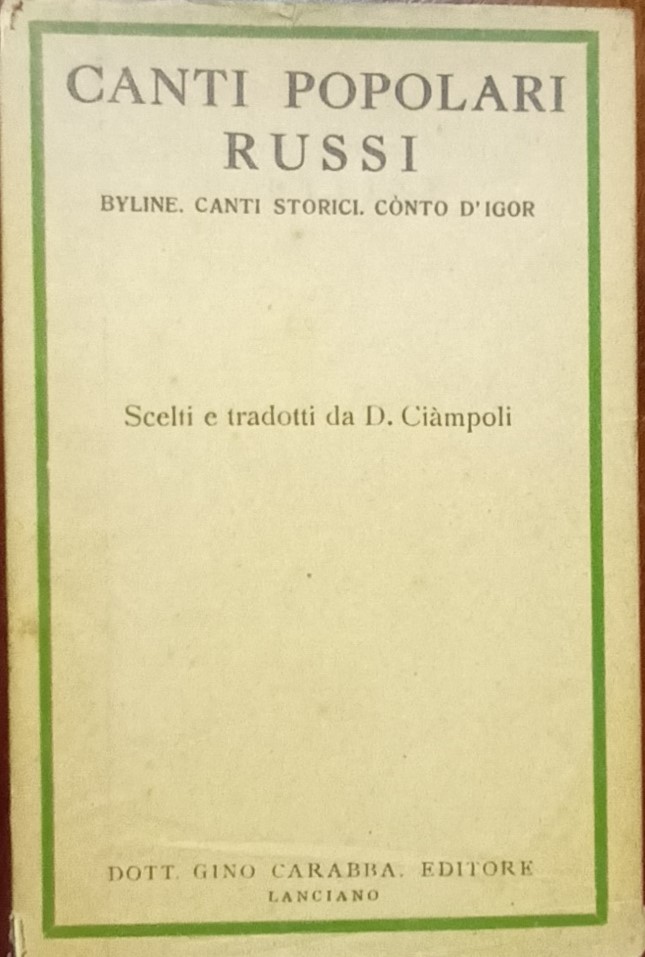 CANTI POPOLARI
RUSSI
BYLINE. CANTI STORICI. CÒNTO D'IGOR
Scelti e tradotti da D. Ciàmpoli
DOTT. GINO CARABBA. EDITORE
LANCIANO